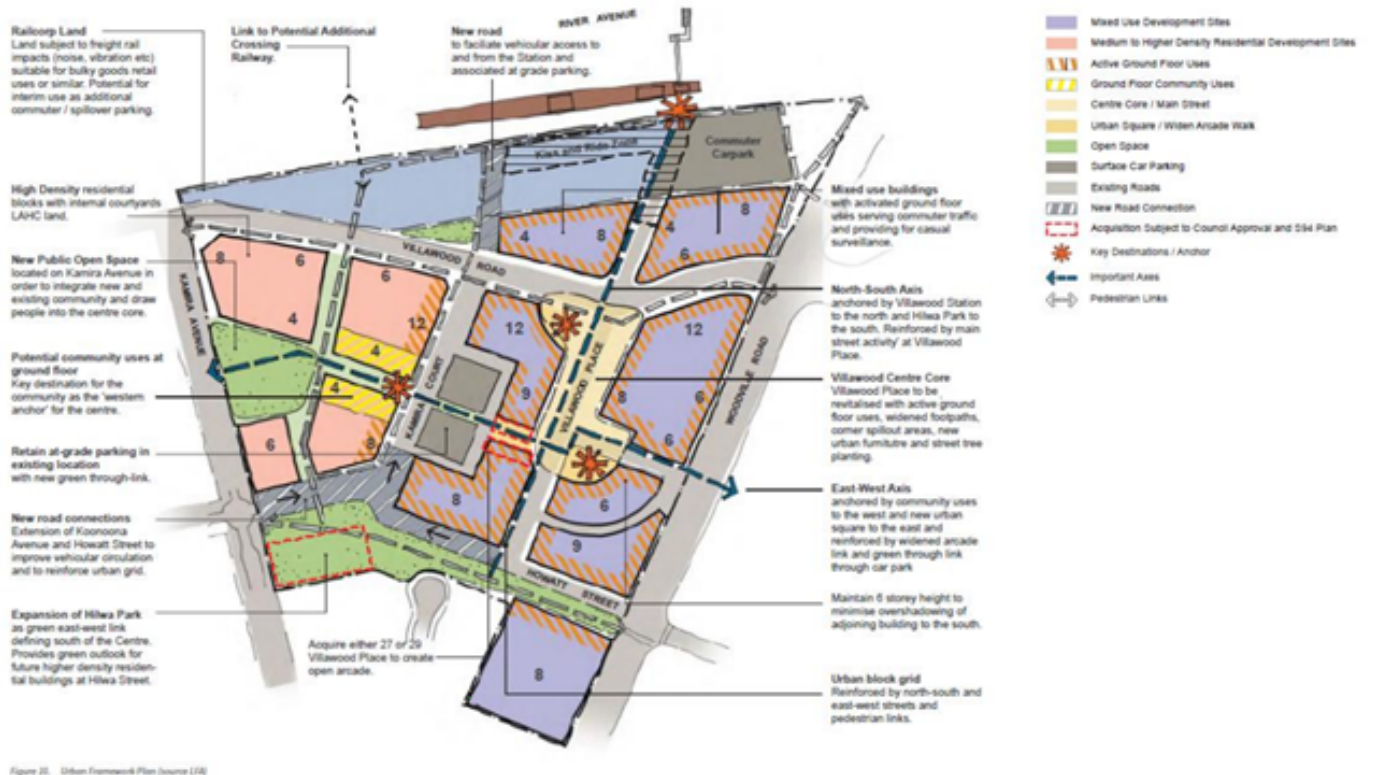 Railcorp Land
Land subject to freight rail
impacts (noise, vibration etc)
suitable for bulky goods retail
uses or similar. Potential for
interim use as additional
commuter / spillover parking.
High Density residential
blocks with internal courtyards
LAHC land.
New Public Open Space
located on Kamira Avenue in
order to integrate new and
existing community and draw
people into the centre core.
Potential community uses at
ground floor
Key destination for the
community as the 'western
anchor' for the centre.
Retain at-grade parking in
existing location
with new green through-link.
New road connections
Extension of Koonoona
Avenue and Howatt Street to
improve vehicular circulation
and to reinforce urban grid.
Expansion of Hilwa Park
as green east-west link
defining south of the Centre.
Provides green outlook for
future higher density residen-
tial buildings at Hilwa Street.
Link to Potential Additional
Crossing
Railway.
New road
to faciliate vehicular access to
and from the Station and
associated at grade parking.
RIVER AVENUE
Kiss and Ride Zone
Commuter
Carpark
4
8
4
8
6
VILLAWOOD ROAD
KAMIRA AVENUE
8
6
4
6
12
4
4
6
8
KAMIRA COURT
12
9
8
VILLAWOOD PLACE
12
8
6
6
WOODVILLE ROAD
6
9
HOWATT STREET
8
Acquire either 27 or 29
Villawood Place to create
open arcade.
Mixed use buildings
with activated ground floor
uses serving commuter traffic
and providing for casual
surveillance.
North-South Axis
anchored by Villawood Station
to the north and Hilwa Park to
the south. Reinforced by main
street activity' at Villawood
Place.
Villawood Centre Core
Villawood Place to be
revitalised with active ground
floor uses, widened footpaths,
corner spillout areas, new
urban furnitutre and street tree
planting.
East-West Axis
anchored by community uses
to the west and new urban
square to the east and
reinforced by widened arcade
link and green through link
through car park
Maintain 6 storey height to
minimise overshadowing of
adjoining building to the south.
Urban block grid
Reinforced by north-south and
east-west streets and
pedestrian links.
Mixed Use Development Sites
Medium to Higher Density Residential Development Sites
Active Ground Floor Uses
Ground Floor Community Uses
Centre Core / Main Street
Urban Square / Widen Arcade Walk
Open Space
Surface Car Parking
Existing Roads
New Road Connection
Acquisition Subject to Council Approval and S94 Plan
Key Destinations / Anchor
Important Axes
Pedestrian Links
Figure 10. Urban Framework Plan (source LFA)